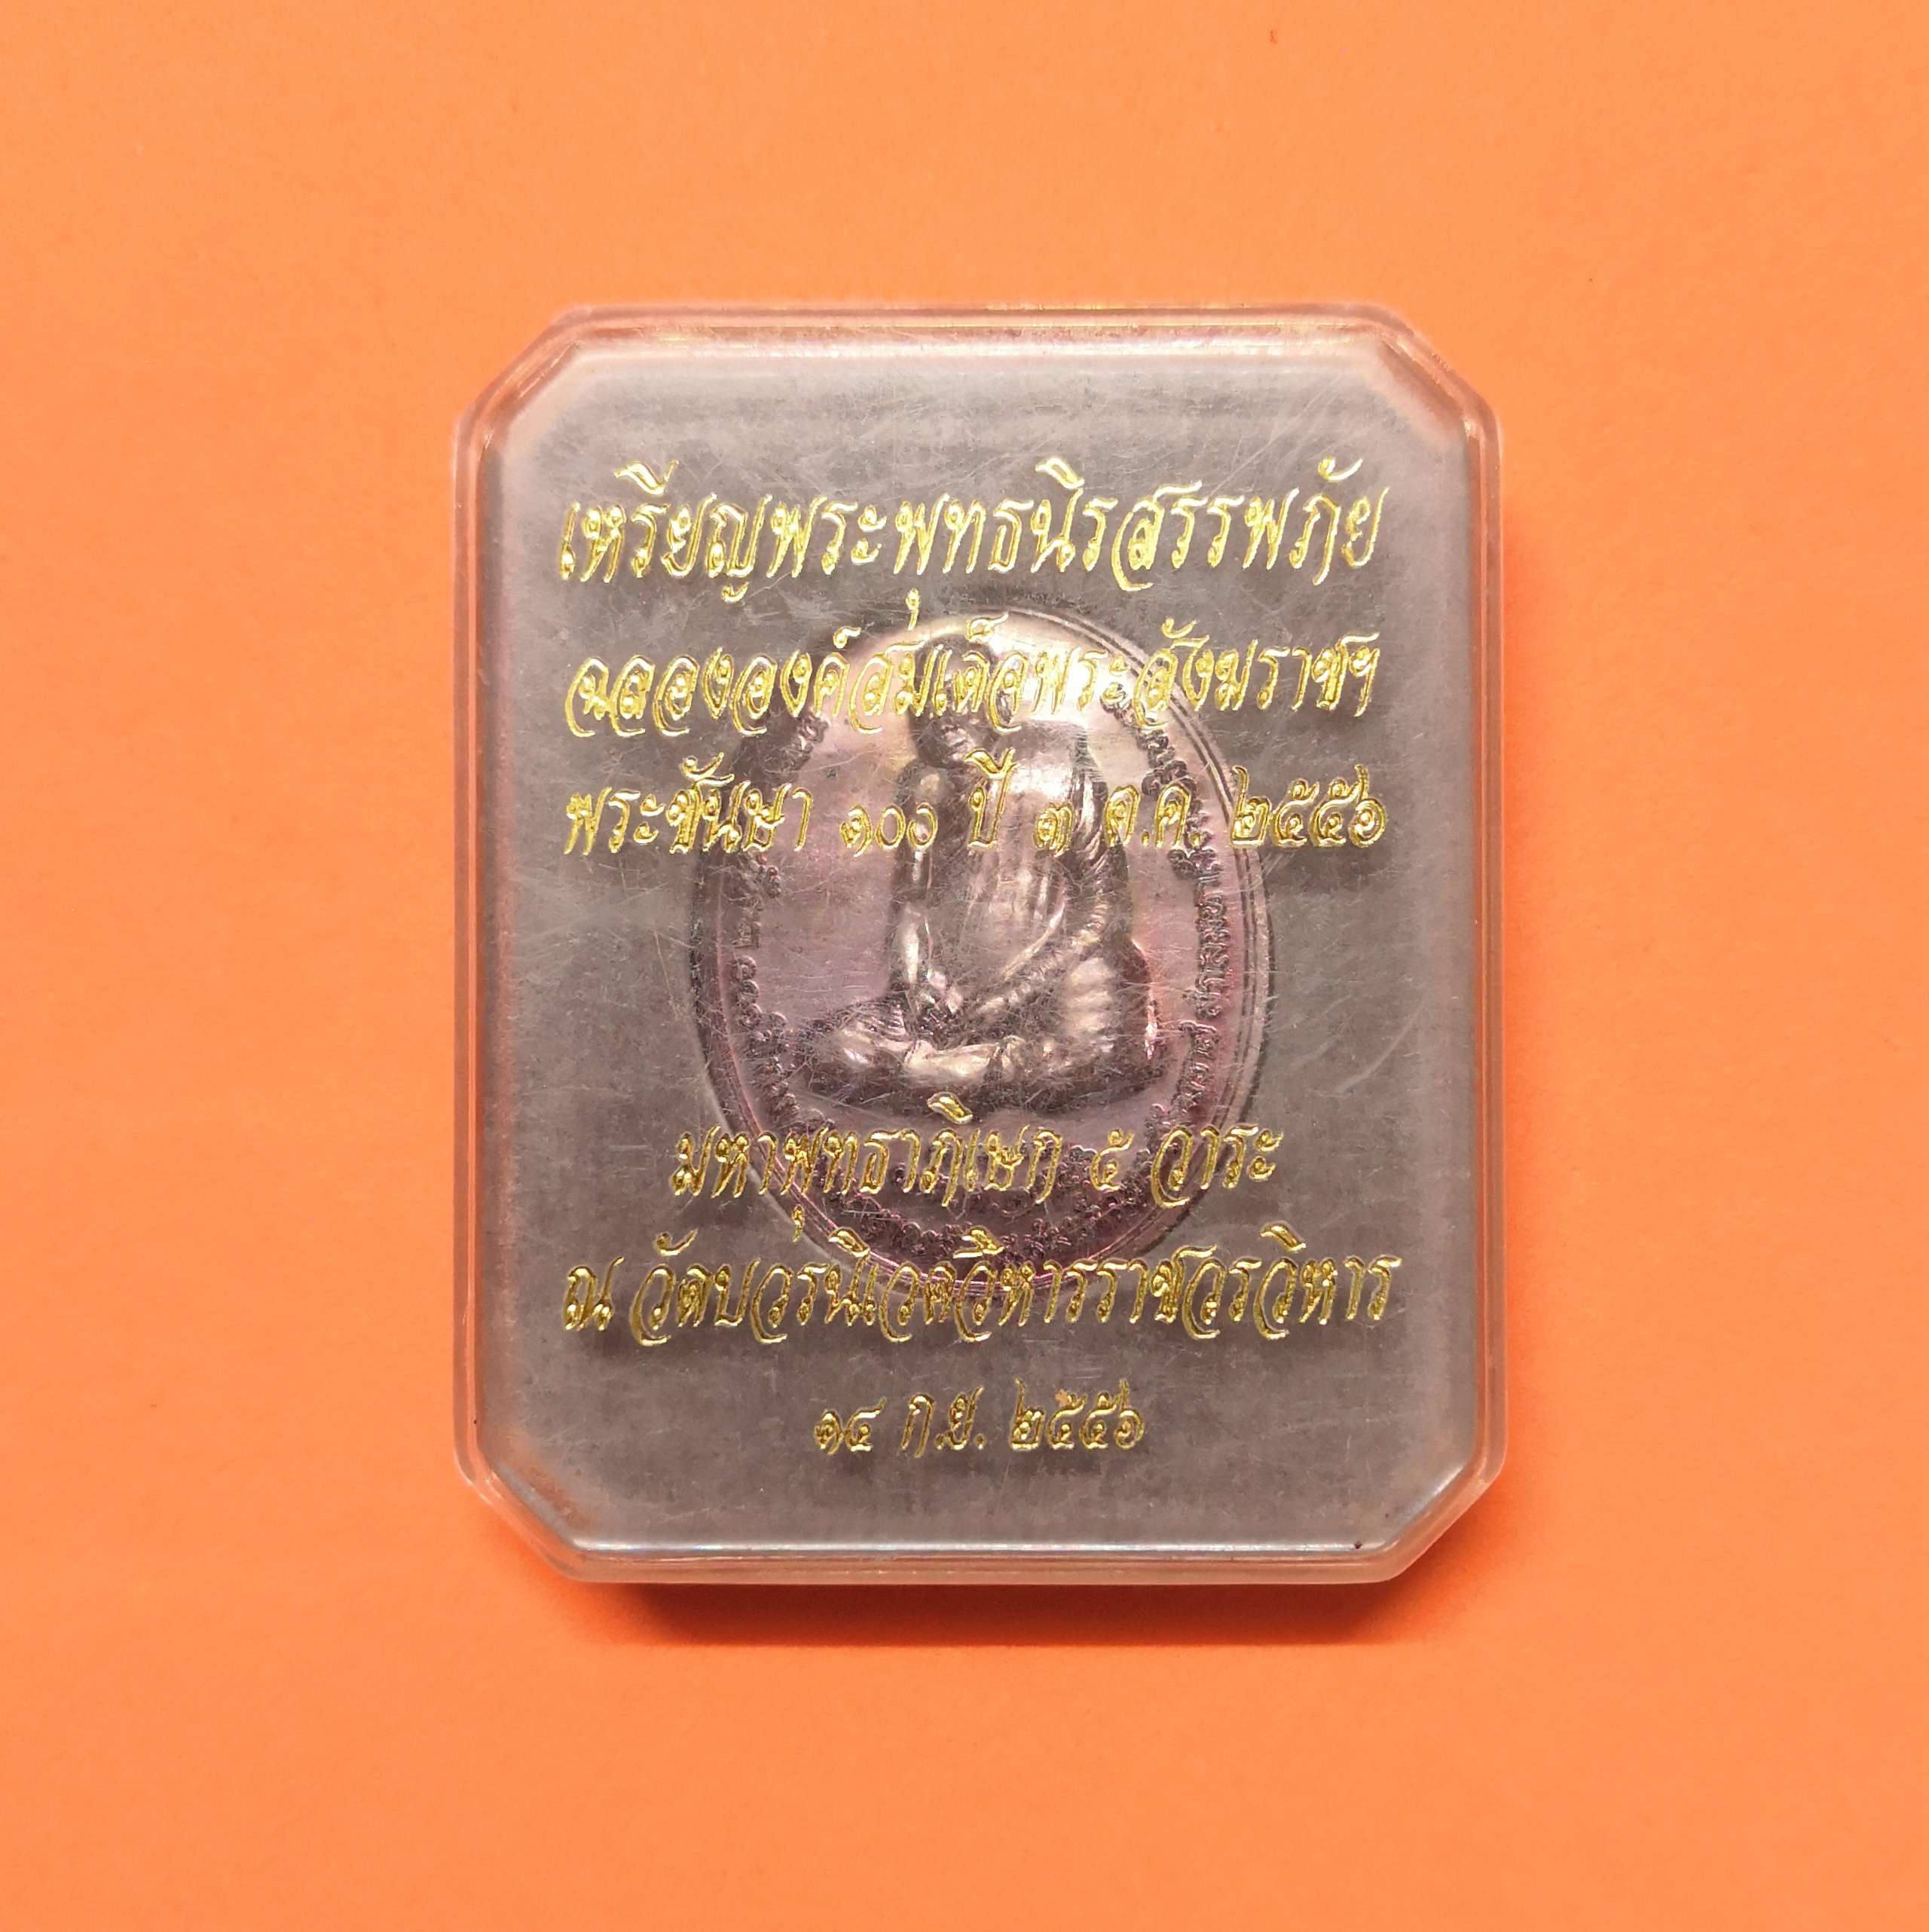 เหรียญพระพุทธนิรสรรพภัย
ฉลององค์สมเด็จพระสังฆราชฯ
พระชันษา ๑๐๐ ปี ๓ ต.ค. ๒๕๕๖
มหาพุทธาภิเษก ๕ วาระ
ณ วัดบวรนิเวศวิหารราชวรวิหาร
๑๔ ก.ย. ๒๕๕๖